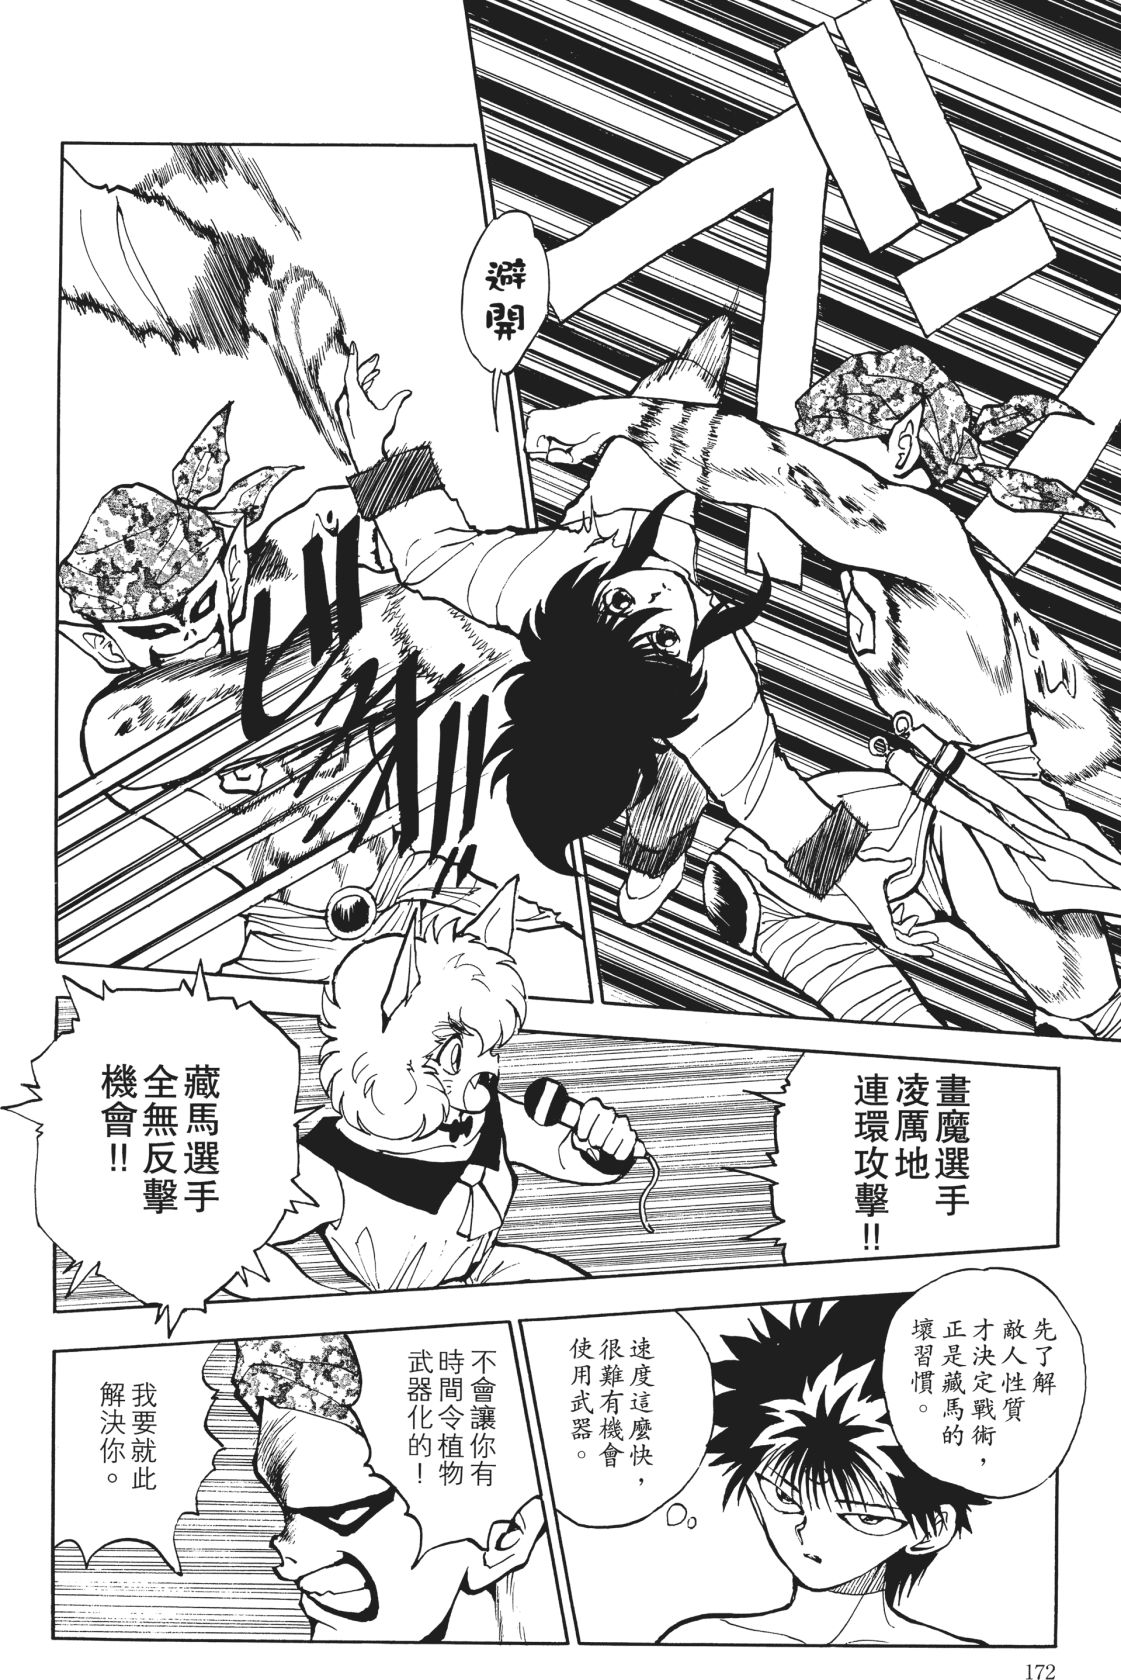 避
開
畫魔選手
凌厲地
連環攻擊!!
藏馬選手
全無反擊
機會!!
先了解
敵人性質
才決定戰術，
正是藏馬的
壞習慣。
速度這麼快，
很難有機會
使用武器。
不會讓你有
時間令植物
武器化的！
我要就此
解決你。
172